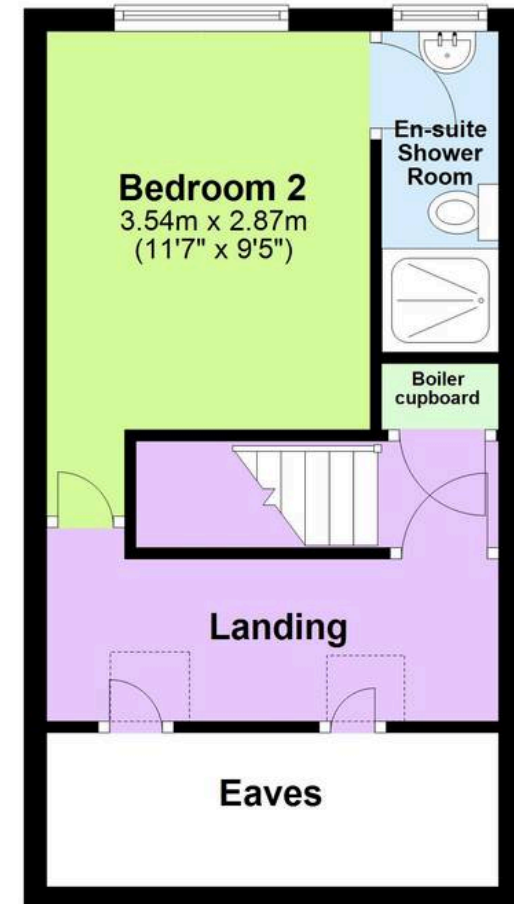 Bedroom 2
3.54m x 2.87m
(11'7" x 9'5")
En-suite
Shower
Room
Boiler
cupboard
Landing
Eaves